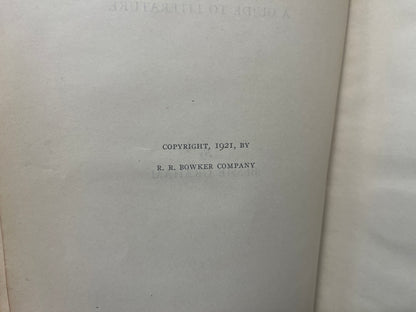 COPYRIGHT, 1921, BY
R. R. BOWKER COMPANY